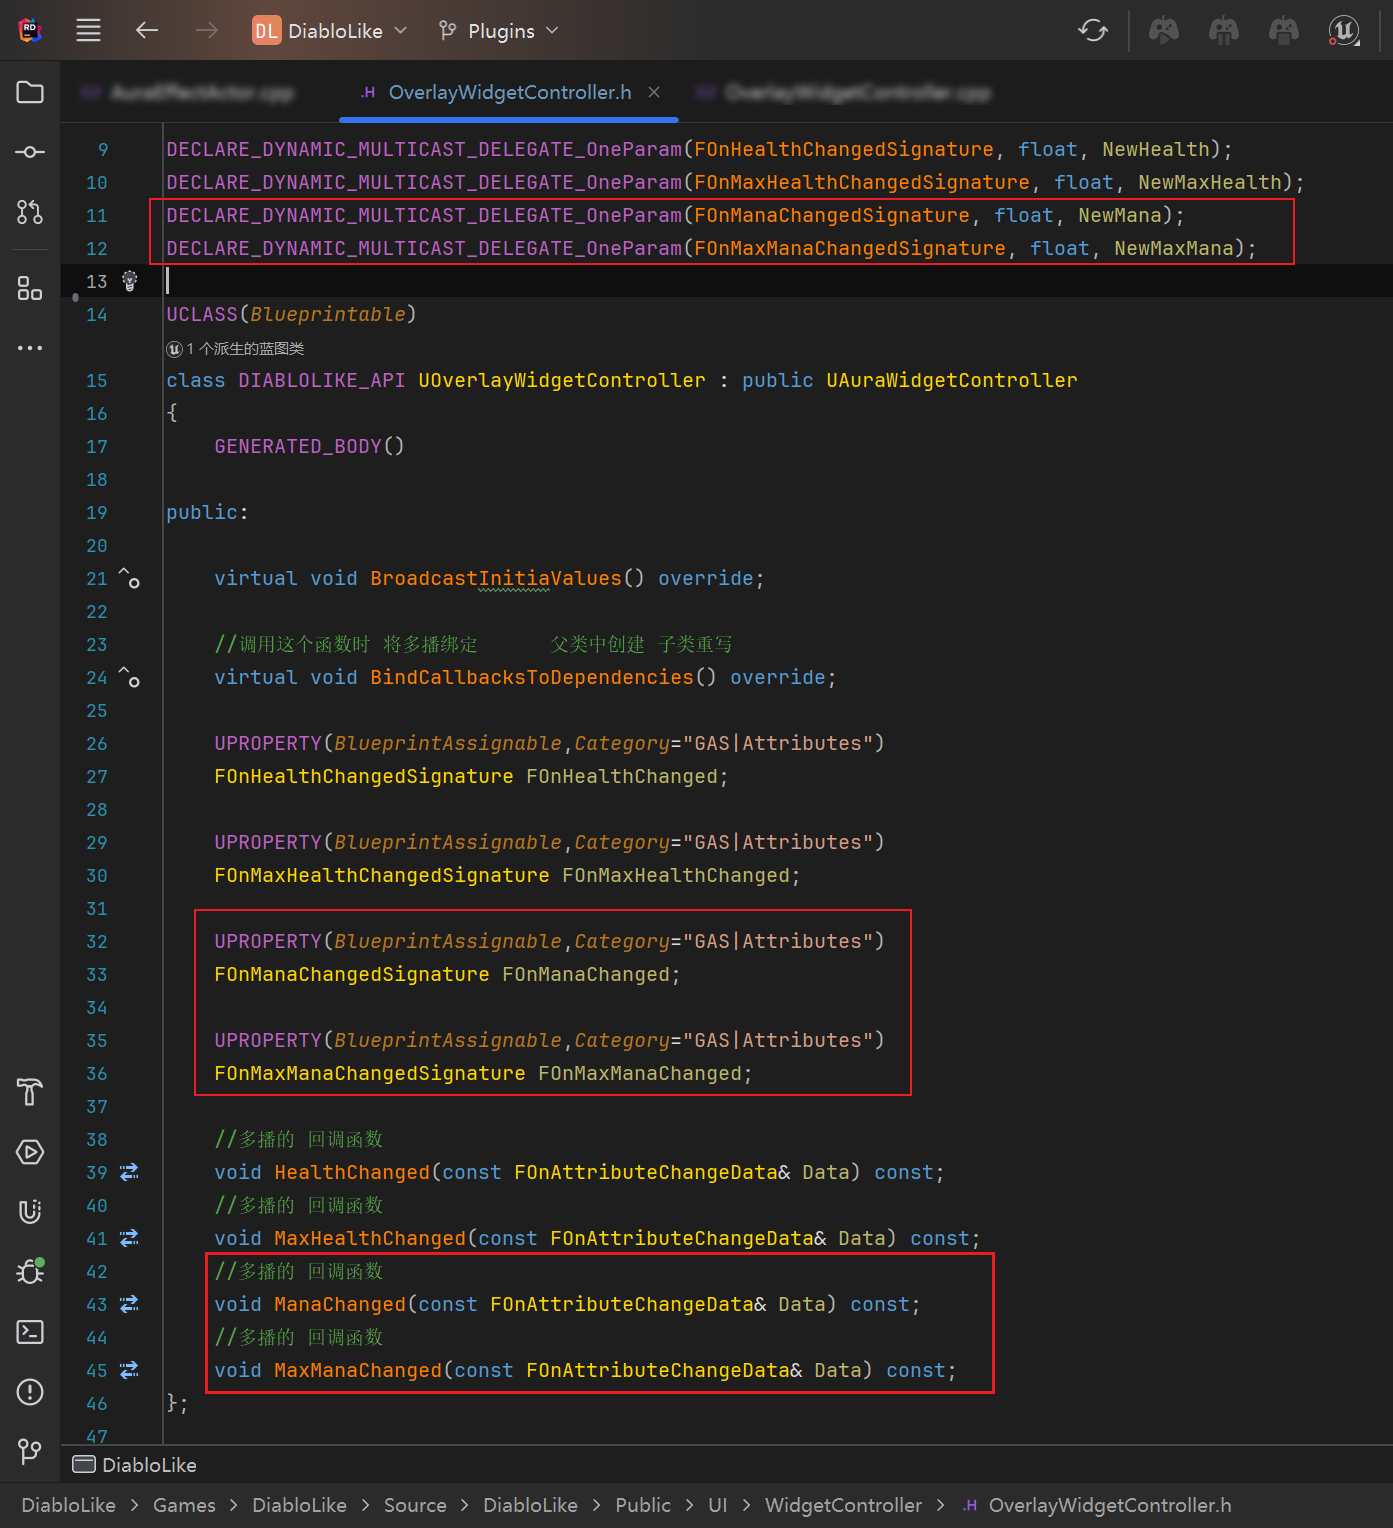 RD
DL DiabloLike Plugins
AuraEffectActor.cpp .H OverlayWidgetController.h OverlayWidgetController.cpp
9 DECLARE_DYNAMIC_MULTICAST_DELEGATE_OneParam(FOnHealthChangedSignature, float, NewHealth);
10 DECLARE_DYNAMIC_MULTICAST_DELEGATE_OneParam(FOnMaxHealthChangedSignature, float, NewMaxHealth);
11 DECLARE_DYNAMIC_MULTICAST_DELEGATE_OneParam(FOnManaChangedSignature, float, NewMana);
12 DECLARE_DYNAMIC_MULTICAST_DELEGATE_OneParam(FOnMaxManaChangedSignature, float, NewMaxMana);
13
14 UCLASS(Blueprintable)
1 个派生的蓝图类
15 class DIABLOLIKE_API UOverlayWidgetController : public UAuraWidgetController
16 {
17 GENERATED_BODY()
18
19 public:
20
21 virtual void BroadcastInitiaValues() override;
22
23 //调用这个函数时 将多播绑定 父类中创建 子类重写
24 virtual void BindCallbacksToDependencies() override;
25
26 UPROPERTY(BlueprintAssignable,Category="GAS|Attributes")
27 FOnHealthChangedSignature FOnHealthChanged;
28
29 UPROPERTY(BlueprintAssignable,Category="GAS|Attributes")
30 FOnMaxHealthChangedSignature FOnMaxHealthChanged;
31
32 UPROPERTY(BlueprintAssignable,Category="GAS|Attributes")
33 FOnManaChangedSignature FOnManaChanged;
34
35 UPROPERTY(BlueprintAssignable,Category="GAS|Attributes")
36 FOnMaxManaChangedSignature FOnMaxManaChanged;
37
38 //多播的 回调函数
39 void HealthChanged(const FOnAttributeChangeData& Data) const;
40 //多播的 回调函数
41 void MaxHealthChanged(const FOnAttributeChangeData& Data) const;
42 //多播的 回调函数
43 void ManaChanged(const FOnAttributeChangeData& Data) const;
44 //多播的 回调函数
45 void MaxManaChanged(const FOnAttributeChangeData& Data) const;
46 };
47
DiabloLike
DiabloLike > Games > DiabloLike > Source > DiabloLike > Public > UI > WidgetController > .H OverlayWidgetController.h